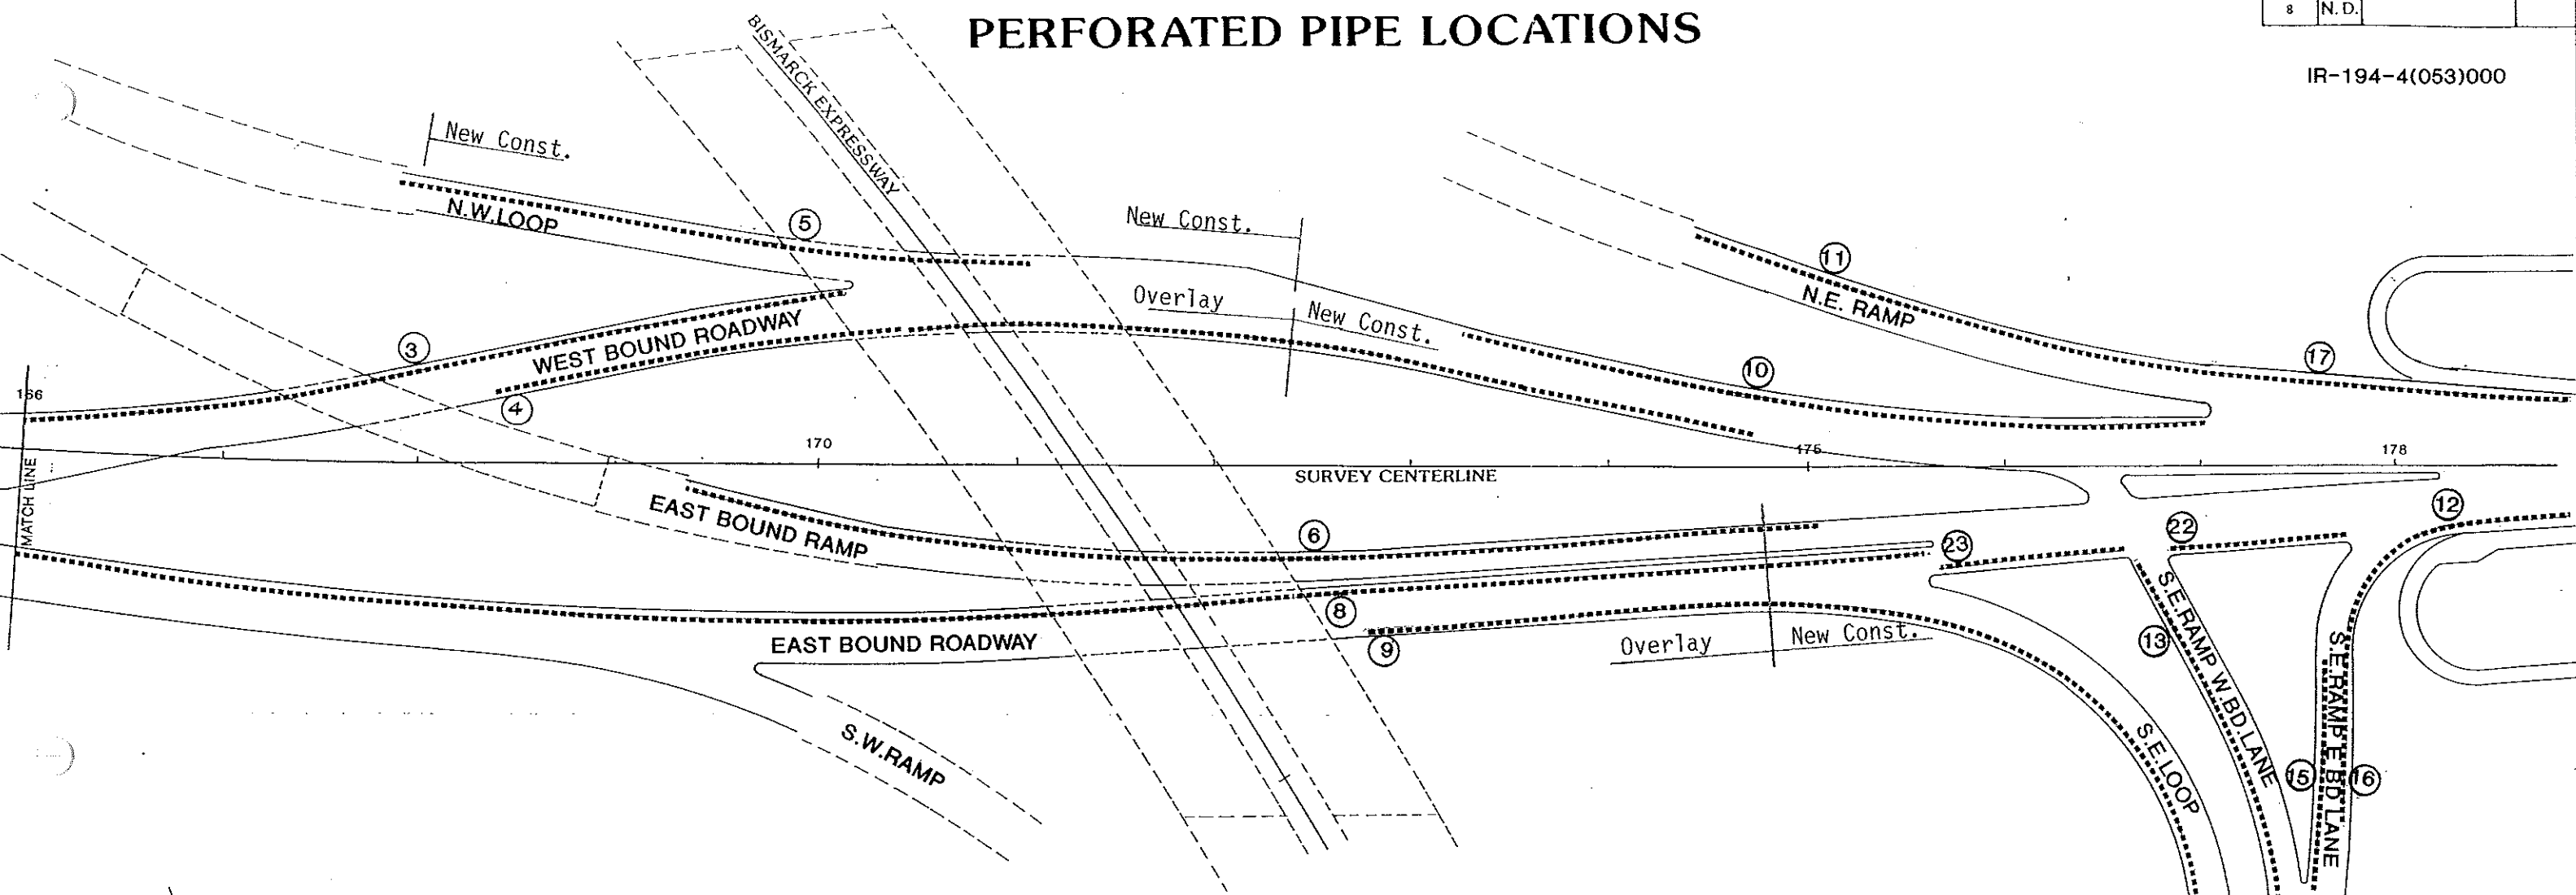 PERFORATED PIPE LOCATIONS
8 N.D.
IR-194-4(053)000
BISMARCK EXPRESSWAY
New Const.
N.W.LOOP
5
New Const.
11
N.E. RAMP
Overlay
New Const.
3
WEST BOUND ROADWAY
4
10
17
166
170
175
178
MATCH LINE
SURVEY CENTERLINE
EAST BOUND RAMP
6
23
22
12
8
EAST BOUND ROADWAY
9
Overlay
New Const.
13
S.E.RAMP W.BD.LANE
S.E.RAMP E BD LANE
S.W.RAMP
S.E.LOOP
15
16